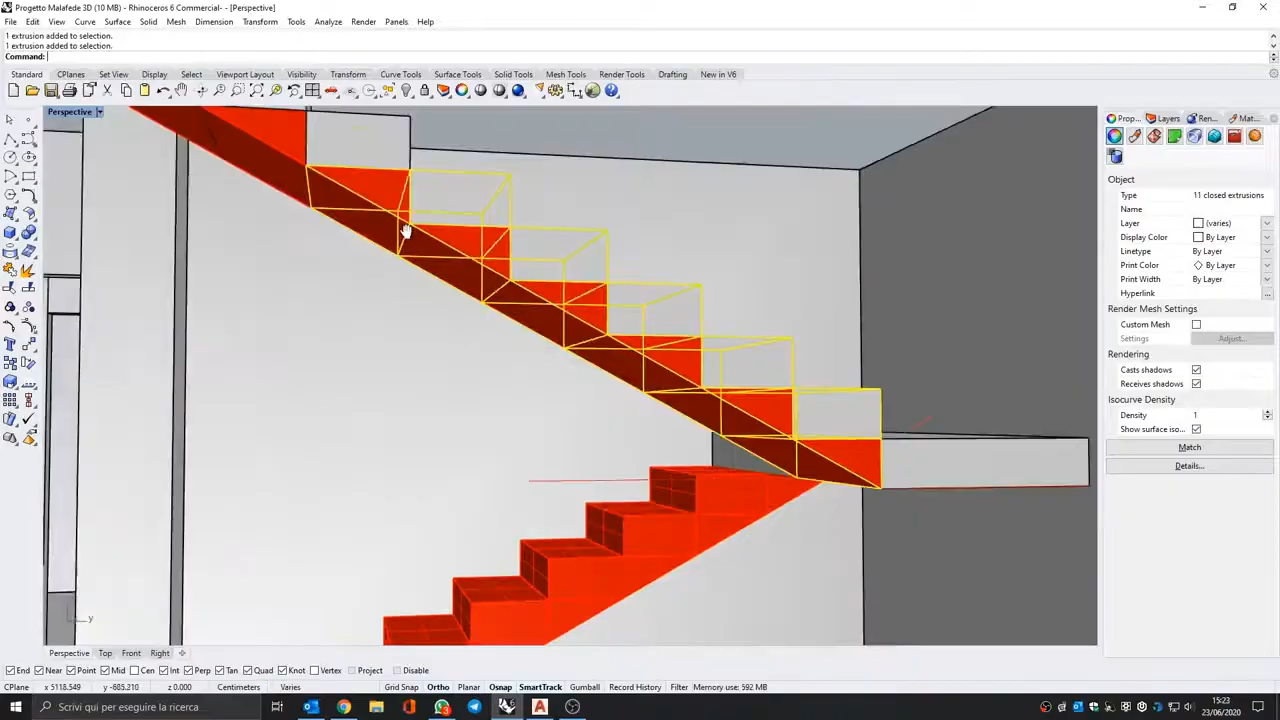 Progetto Malafede 3D (10 MB) - Rhinoceros 6 Commercial- - [Perspective]
File Edit View Curve Surface Solid Mesh Dimension Transform Tools Analyze Render Panels Help
1 extrusion added to selection.
1 extrusion added to selection.
Command:
Standard CPlanes Set View Display Select Viewport Layout Visibility Transform Curve Tools Surface Tools Solid Tools Mesh Tools Render Tools Drafting New in V6
Perspective
Prop... Layers Ren... Mat...
Object
Type 11 closed extrusions
Name
Layer (varies)
Display Color By Layer
Linetype By Layer
Print Color By Layer
Print Width By Layer
Hyperlink ...
Render Mesh Settings
Custom Mesh
Settings Adjust...
Rendering
Casts shadows
Receives shadows
Isocurve Density
Density 1
Show surface iso...
Match
Details...
y
Perspective Top Front Right
End Near Point Mid Cen Int Perp Tan Quad Knot Vertex Project Disable
CPlane x 5118.549 y -685.210 z 0.000 Centimeters Varies Grid Snap Ortho Planar Osnap SmartTrack Gumball Record History Filter Memory use: 592 MB
Scrivi qui per eseguire la ricerca
15:23
23/06/2020